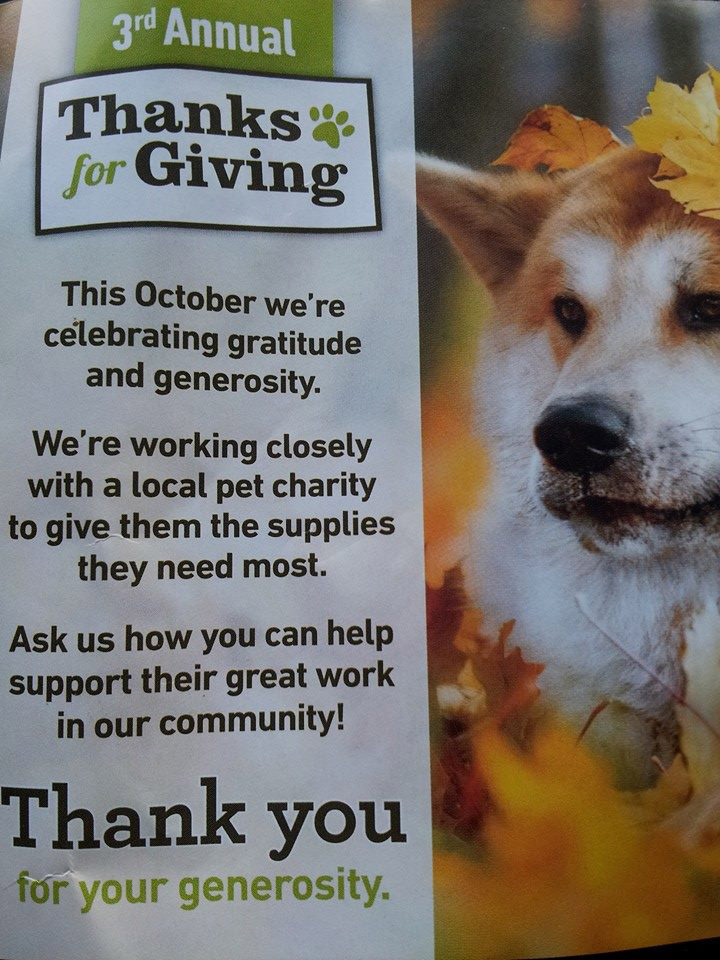 3rd Annual
Thanks
for Giving
This October we're
celebrating gratitude
and generosity.
We're working closely
with a local pet charity
to give them the supplies
they need most.
Ask us how you can help
support their great work
in our community!
Thank you
for your generosity.